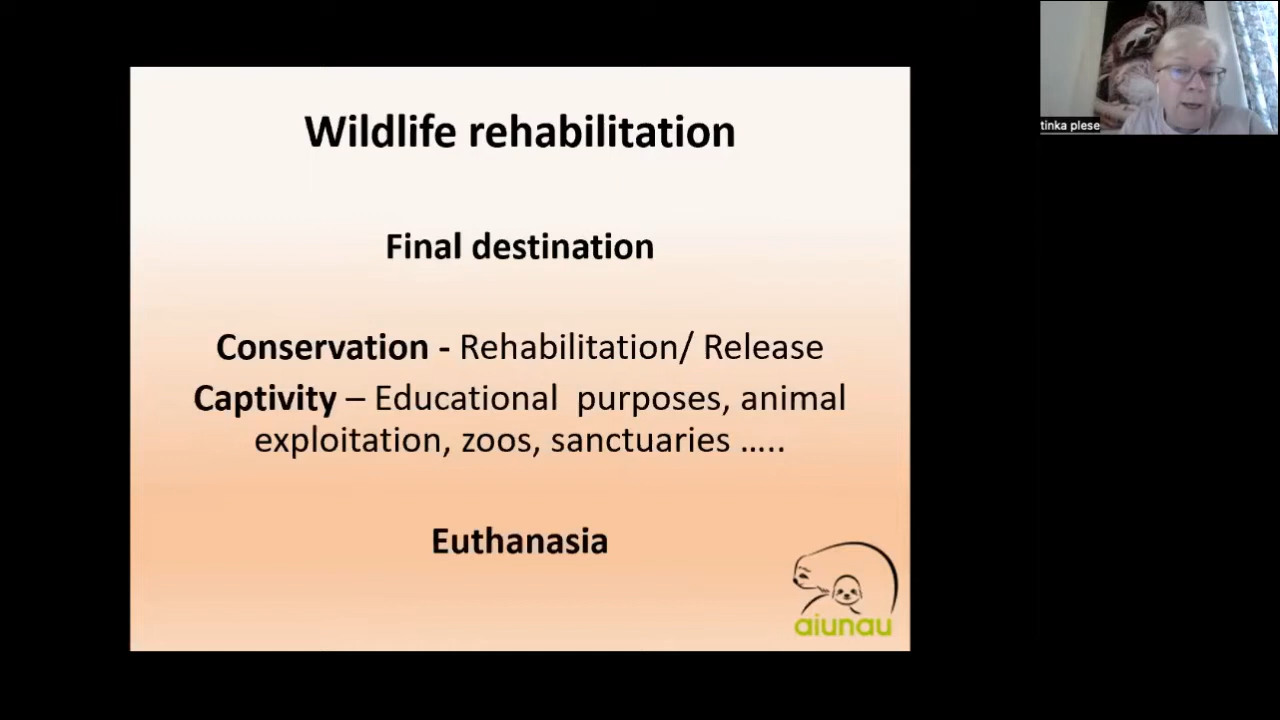 Wildlife rehabilitation
Final destination
Conservation - Rehabilitation/ Release
Captivity – Educational  purposes, animal
exploitation, zoos, sanctuaries …..
Euthanasia
aiunau
tinka plese